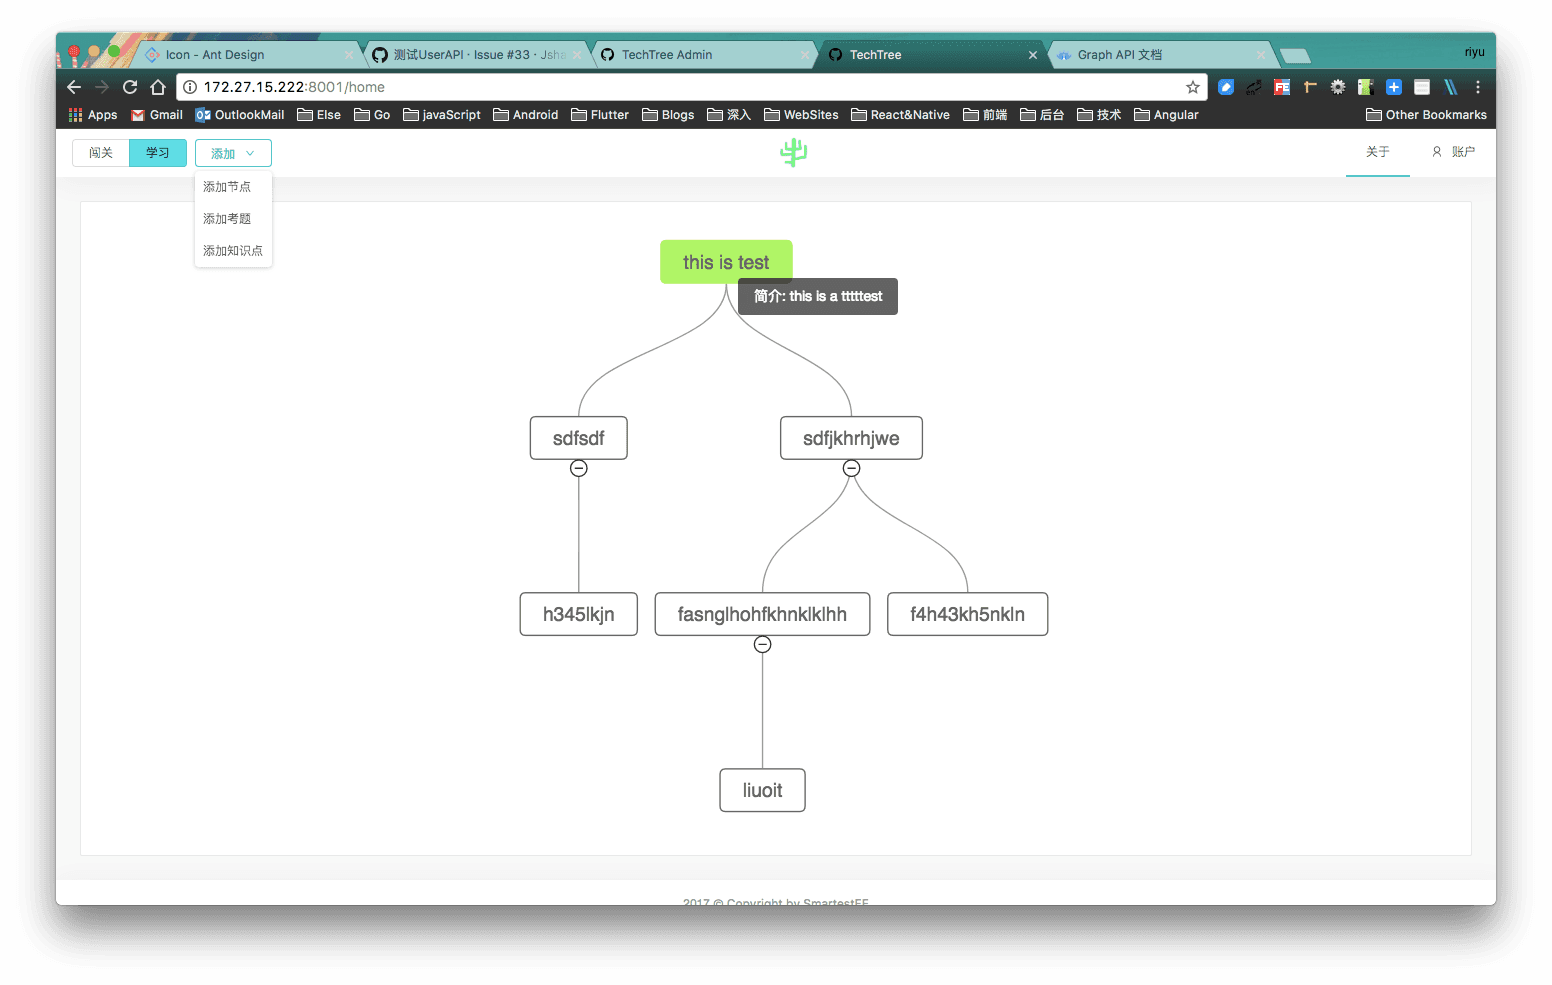 Icon - Ant Design
测试UserAPI · Issue #33 · Jsha
TechTree Admin
TechTree
Graph API 文档
riyu
172.27.15.222:8001/home
Apps
Gmail
OutlookMail
Else
Go
javaScript
Android
Flutter
Blogs
深入
WebSites
React&Native
前端
后台
技术
Angular
Other Bookmarks
闯关
学习
添加
关于
账户
添加节点
添加考题
添加知识点
this is test
简介: this is a tttttest
sdfsdf
sdfjkhrhjwe
h345lkjn
fasnglhohfkhnklklhh
f4h43kh5nkln
liuoit
2017 © Copyright by SmartestEE